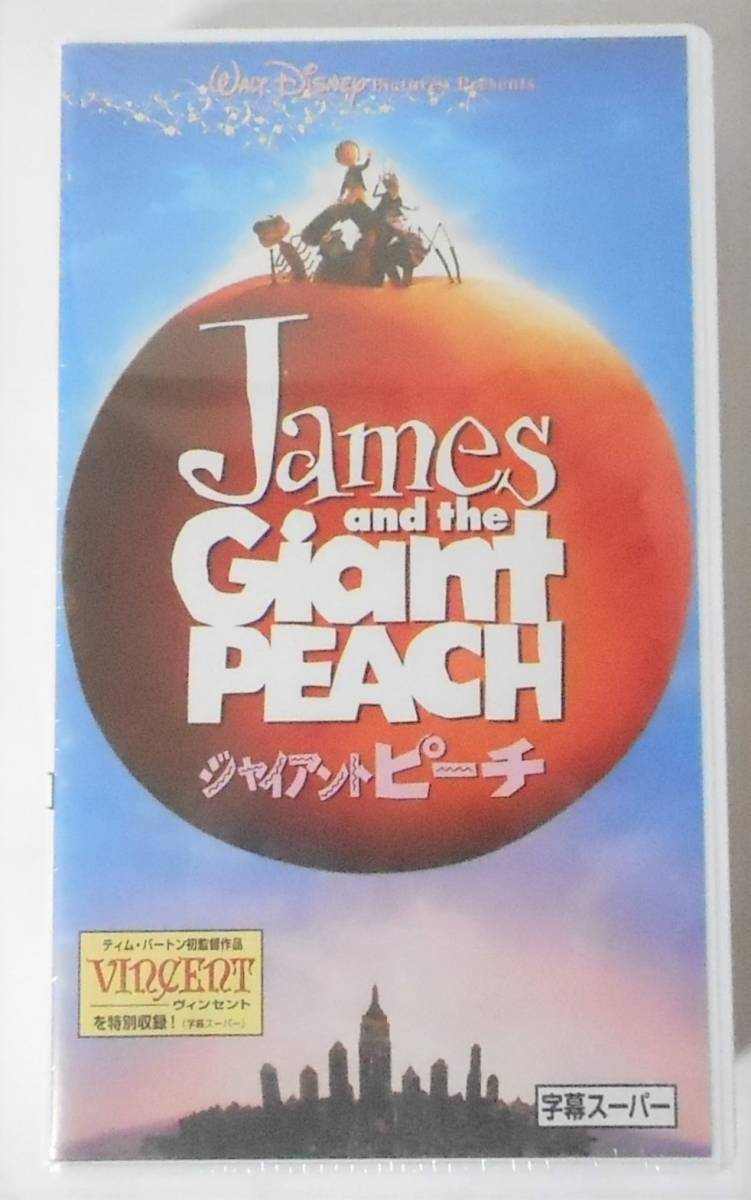 WALT DISNEY Pictures Presents
James
and the
Giant
PEACH
ジャイアントピーチ
ティム・バートン初監督作品
VINCENT
ヴィンセント
を特別収録！(字幕スーパー)
字幕スーパー